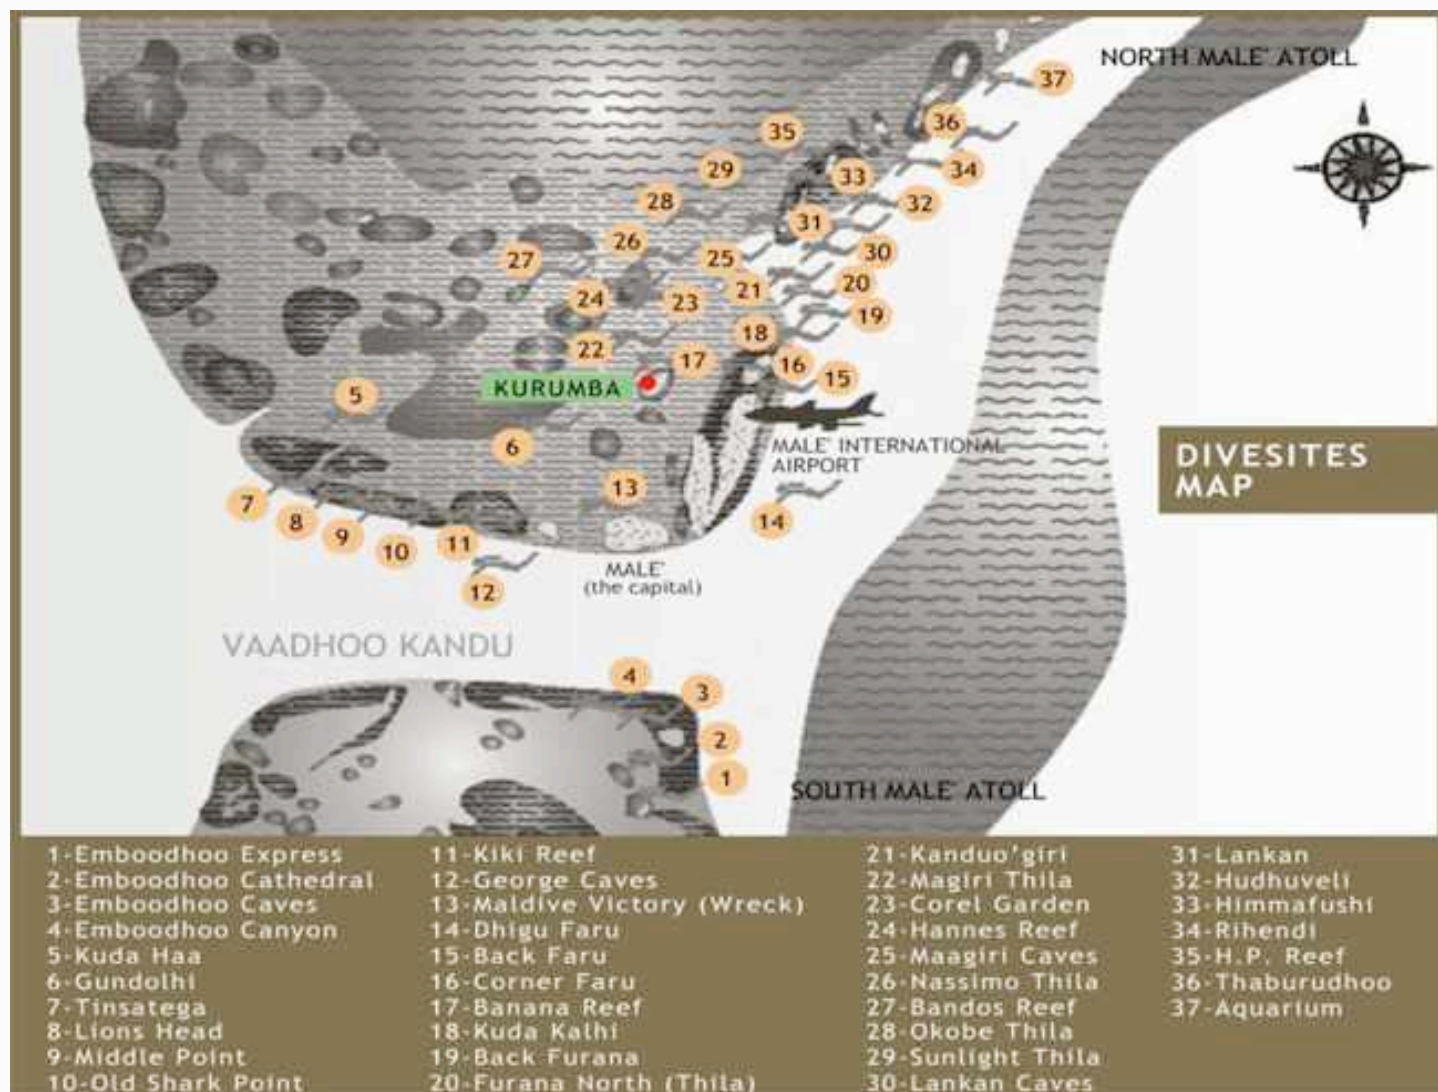 NORTH MALE' ATOLL
37
36
35
34
33
32
31
30
29
28
27
26
25
24
23
22
21
20
19
18
17
16
15
KURUMBA
5
6
MALE' INTERNATIONAL
AIRPORT
DIVESITES
MAP
13
14
7
8
9
10
11
12
MALE'
(the capital)
VAADHOO KANDU
4
3
2
1
SOUTH MALE' ATOLL
1-Emboodhoo Express
2-Emboodhoo Cathedral
3-Emboodhoo Caves
4-Emboodhoo Canyon
5-Kuda Haa
6-Gundolhi
7-Tinsatega
8-Lions Head
9-Middle Point
10-Old Shark Point
11-Kiki Reef
12-George Caves
13-Maldive Victory (Wreck)
14-Dhigu Faru
15-Back Faru
16-Corner Faru
17-Banana Reef
18-Kuda Kalhi
19-Back Furana
20-Furana North (Thila)
21-Kanduo'giri
22-Magiri Thila
23-Corel Garden
24-Hannes Reef
25-Maagiri Caves
26-Nassimo Thila
27-Bandos Reef
28-Okobe Thila
29-Sunlight Thila
30-Lankan Caves
31-Lankan
32-Hudhuveli
33-Himmafushi
34-Rihendi
35-H.P. Reef
36-Thaburudhoo
37-Aquarium